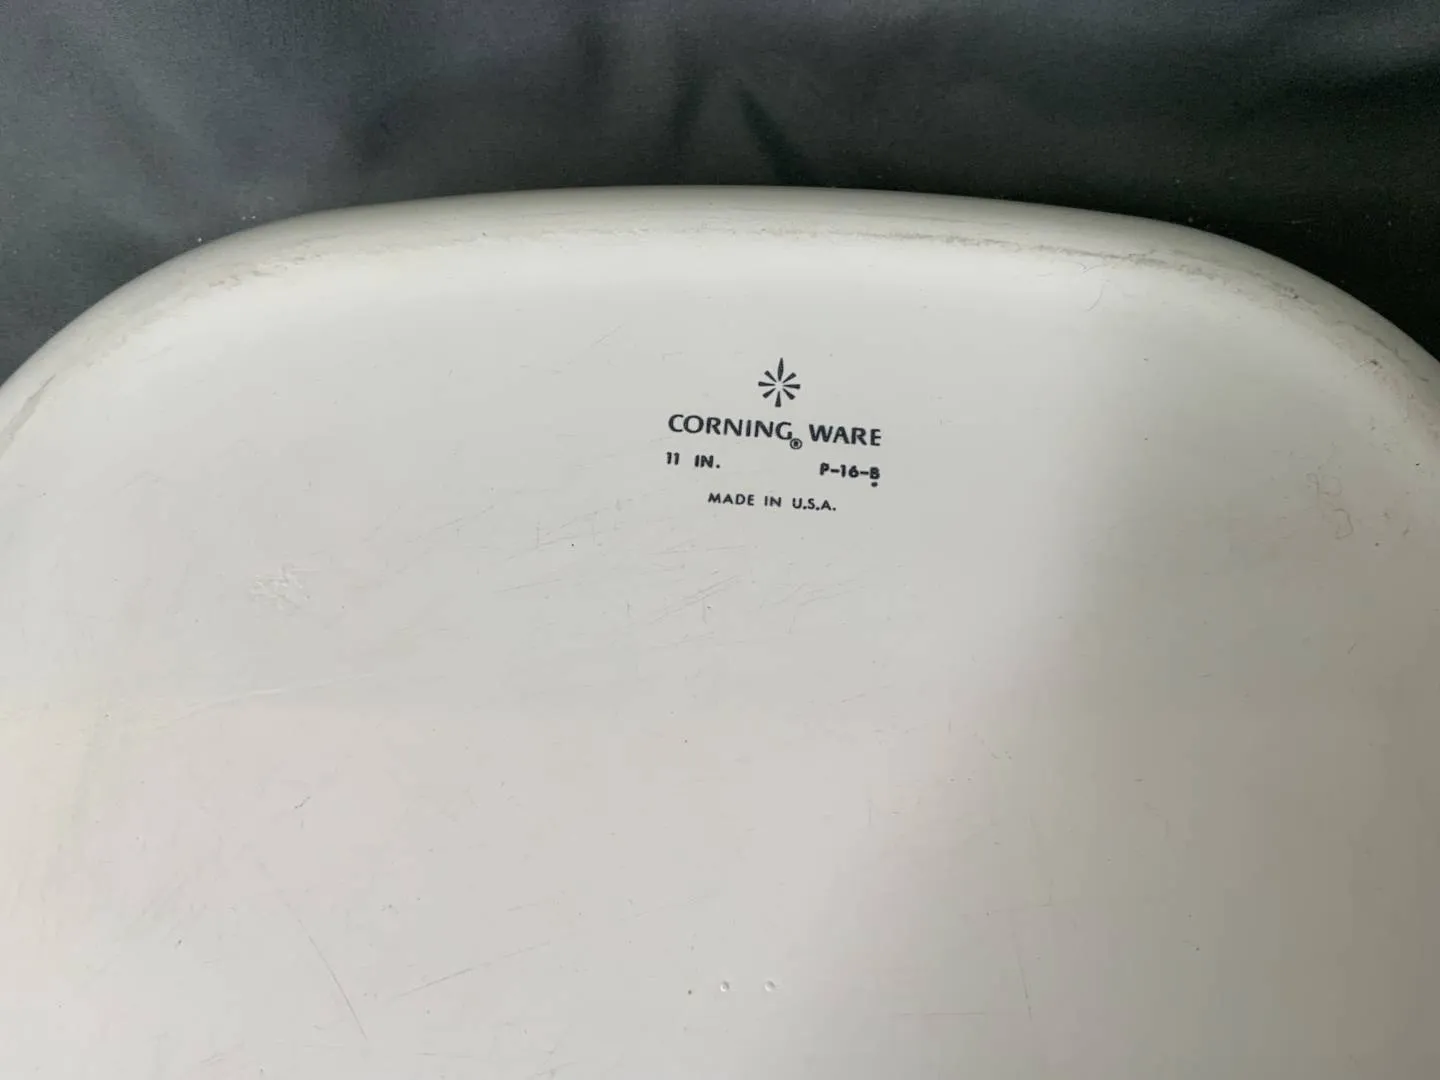 CORNING® WARE
11 IN. P-16-B
MADE IN U.S.A.